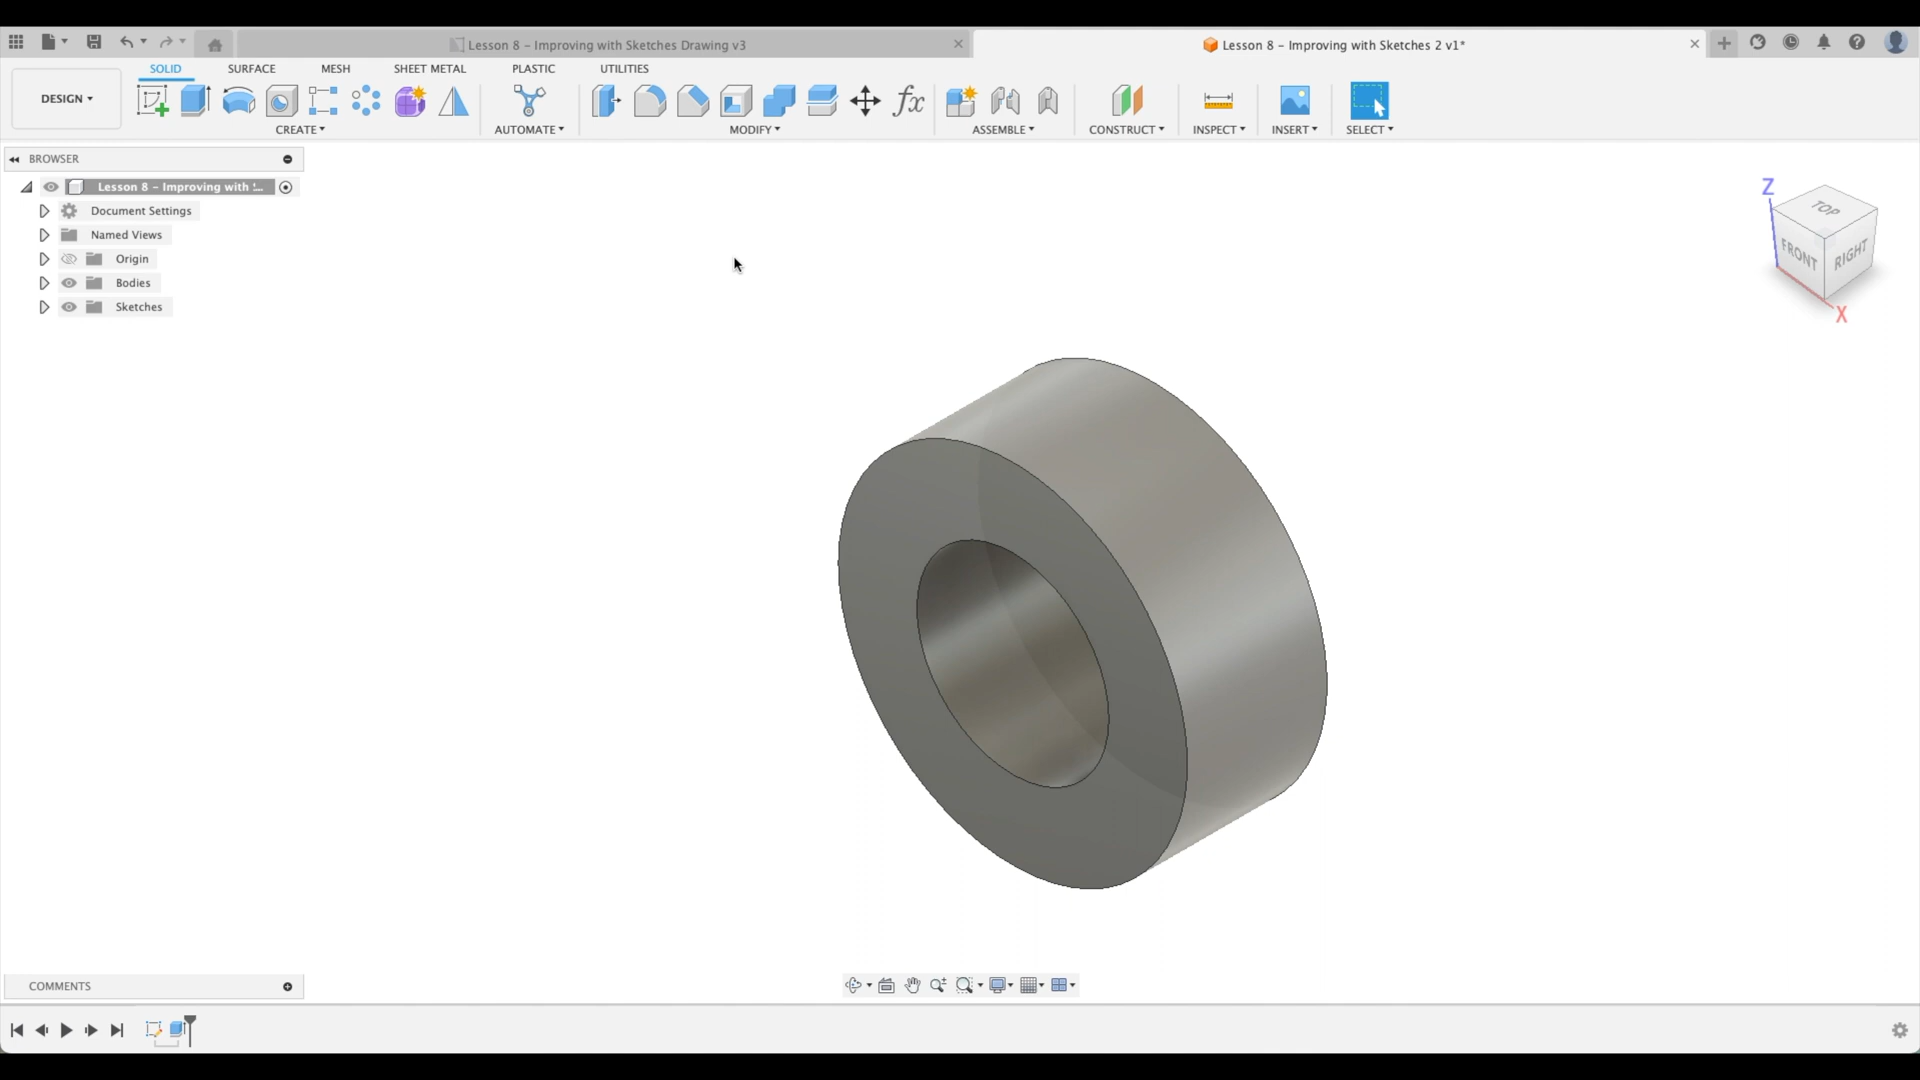 Lesson 8 – Improving with Sketches Drawing v3
Lesson 8 – Improving with Sketches 2 v1*
DESIGN
SOLID
SURFACE
MESH
SHEET METAL
PLASTIC
UTILITIES
CREATE
AUTOMATE
MODIFY
ASSEMBLE
CONSTRUCT
INSPECT
INSERT
SELECT
fx
BROWSER
Lesson 8 – Improving with
Document Settings
Named Views
Origin
Bodies
Sketches
Z
TOP
FRONT
RIGHT
X
COMMENTS